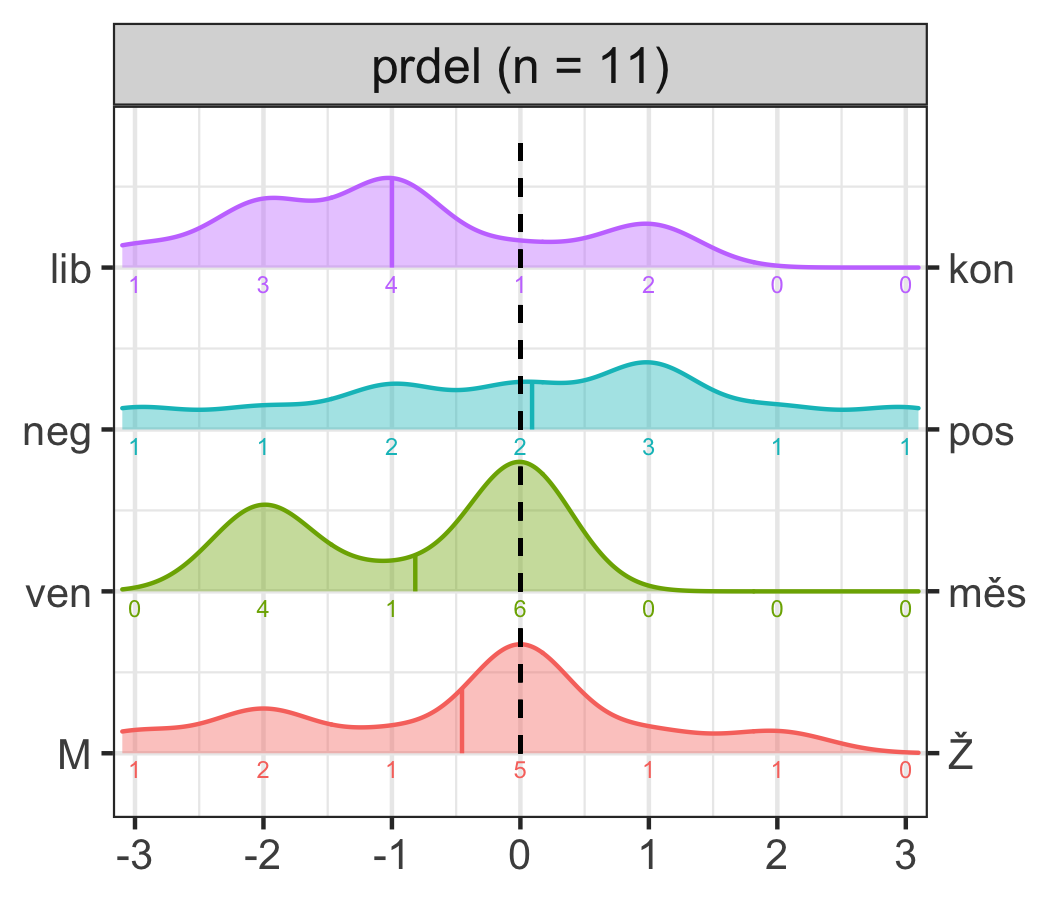 prdel (n = 11)
lib kon
1 3 4 1 2 0 0
neg pos
1 1 2 2 3 1 1
ven měs
0 4 1 6 0 0 0
M Ž
1 2 1 5 1 1 0
-3 -2 -1 0 1 2 3